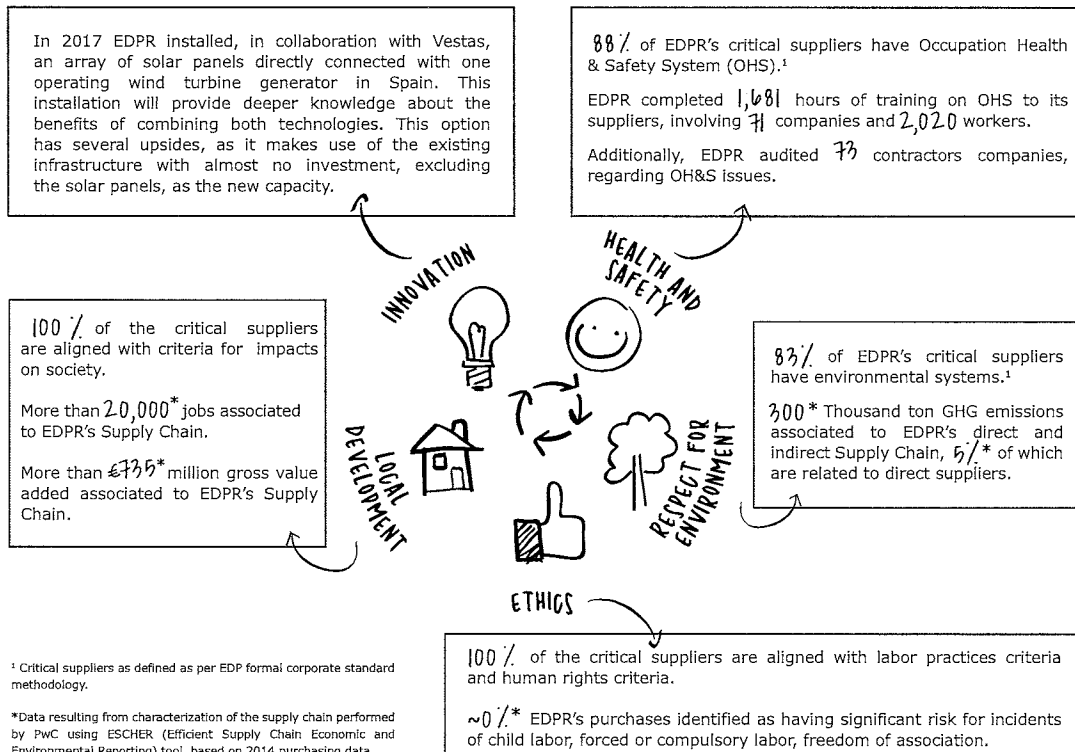 In 2017 EDPR installed, in collaboration with Vestas,
an array of solar panels directly connected with one
operating wind turbine generator in Spain. This
installation will provide deeper knowledge about the
benefits of combining both technologies. This option
has several upsides, as it makes use of the existing
infrastructure with almost no investment, excluding
the solar panels, as the new capacity.
88% of EDPR's critical suppliers have Occupation Health
& Safety System (OHS).¹
EDPR completed 1,681 hours of training on OHS to its
suppliers, involving 71 companies and 2,020 workers.
Additionally, EDPR audited 73 contractors companies,
regarding OH&S issues.
INNOVATION
HEALTH AND
SAFETY
100% of the critical suppliers
are aligned with criteria for impacts
on society.
More than 20,000* jobs associated
to EDPR's Supply Chain.
More than €735* million gross value
added associated to EDPR's Supply
Chain.
LOCAL
DEVELOPMENT
83% of EDPR's critical suppliers
have environmental systems.¹
300* Thousand ton GHG emissions
associated to EDPR's direct and
indirect Supply Chain, 5%* of which
are related to direct suppliers.
RESPECT FOR
ENVIRONMENT
ETHICS
100% of the critical suppliers are aligned with labor practices criteria
and human rights criteria.
~0%* EDPR's purchases identified as having significant risk for incidents
of child labor, forced or compulsory labor, freedom of association.
¹ Critical suppliers as defined as per EDP formal corporate standard
methodology.
*Data resulting from characterization of the supply chain performed
by PwC using ESCHER (Efficient Supply Chain Economic and
Environmental Reporting) tool, based on 2014 purchasing data